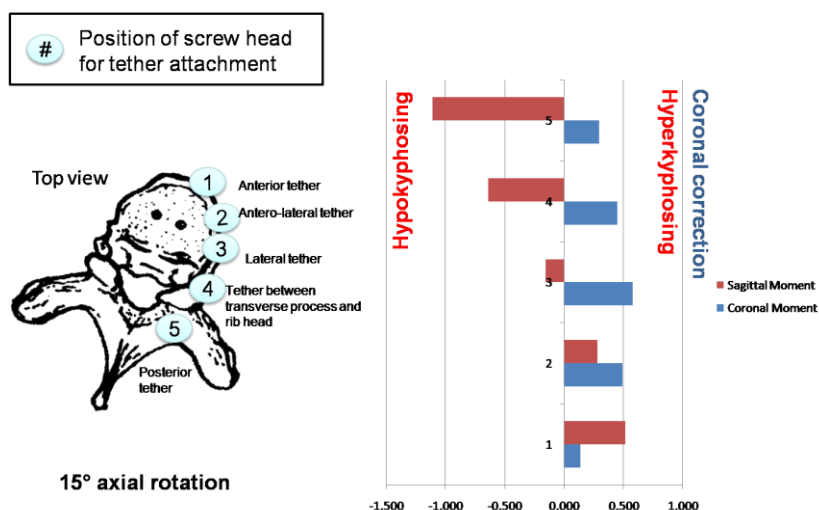 # Position of screw head
for tether attachment
Top view
1 Anterior tether
2 Antero-lateral tether
3 Lateral tether
4 Tether between
transverse process and
rib head
5
Posterior
tether
15° axial rotation
Hypokyphosing
Hyperkyphosing
Coronal correction
5
4
3
2
1
Sagittal Moment
Coronal Moment
-1.500 -1.000 -0.500 0.000 0.500 1.000